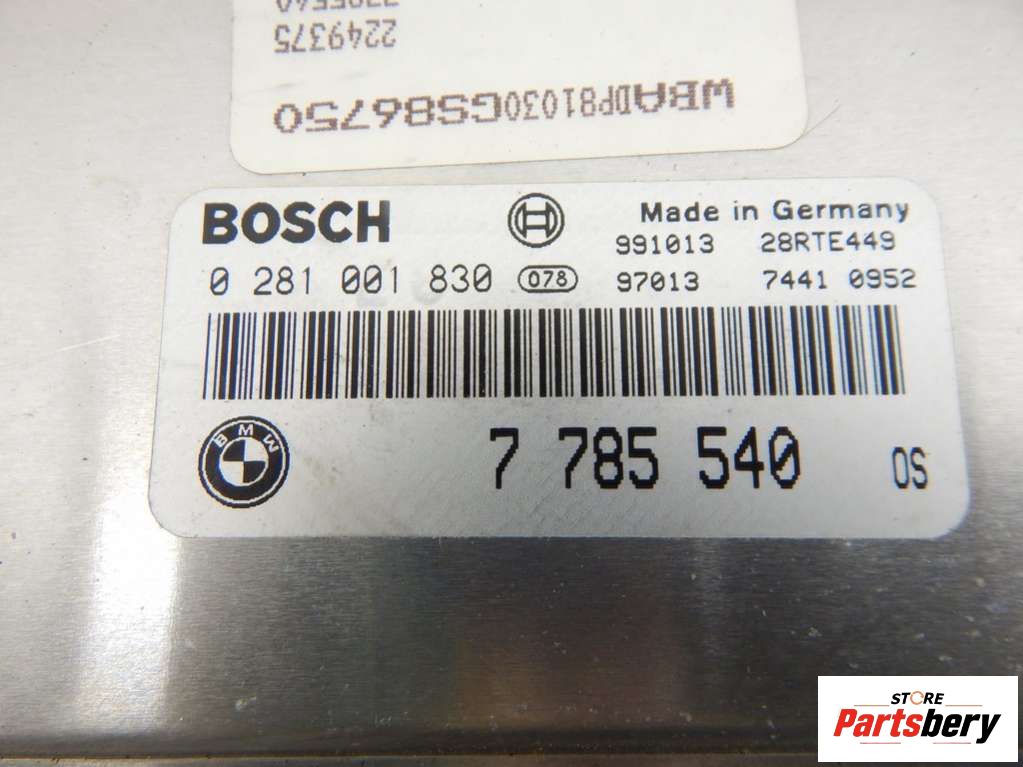 2249375
WBADP81030GS86750
BOSCH
Made in Germany
991013 28RTE449
0 281 001 830 078 97013 7441 0952
BMW
7 785 540 OS
STORE
Partsbery